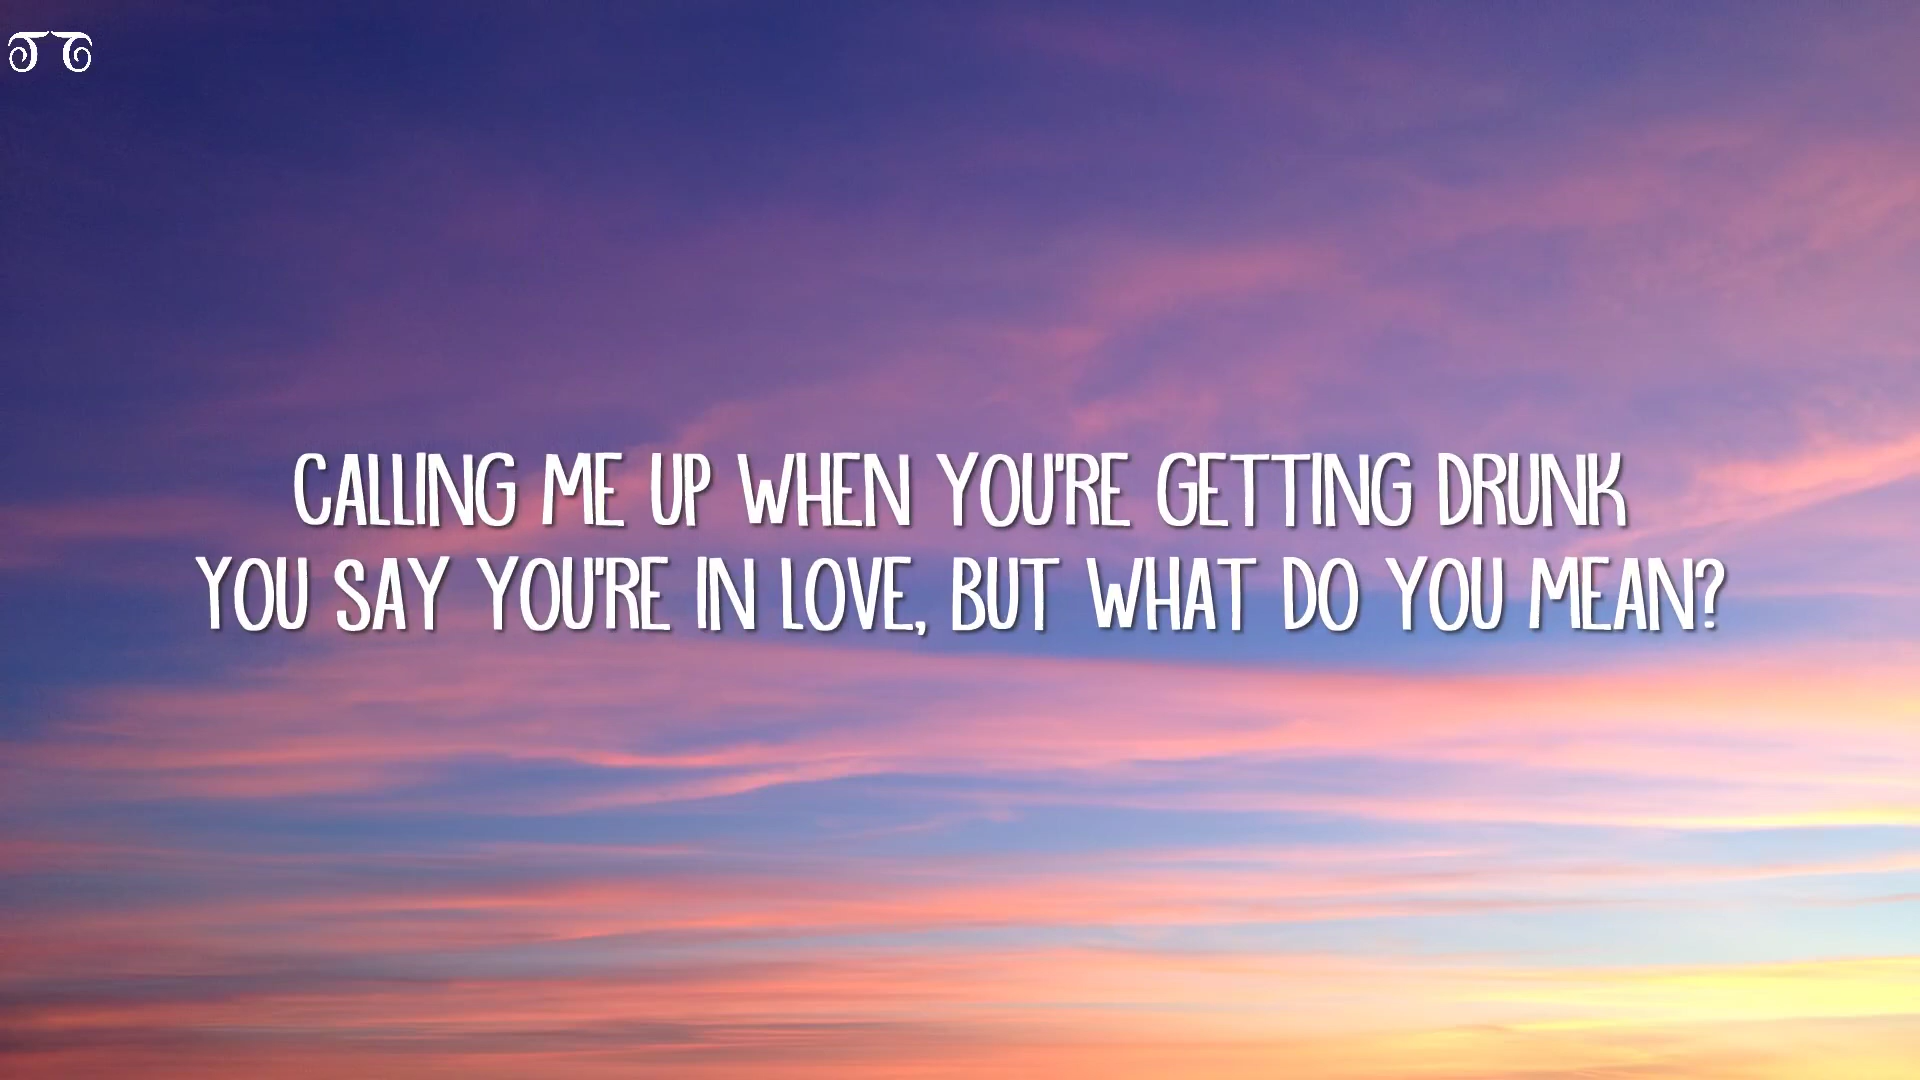 CALLING ME UP WHEN YOU'RE GETTING DRUNK
YOU SAY YOU'RE IN LOVE, BUT WHAT DO YOU MEAN?